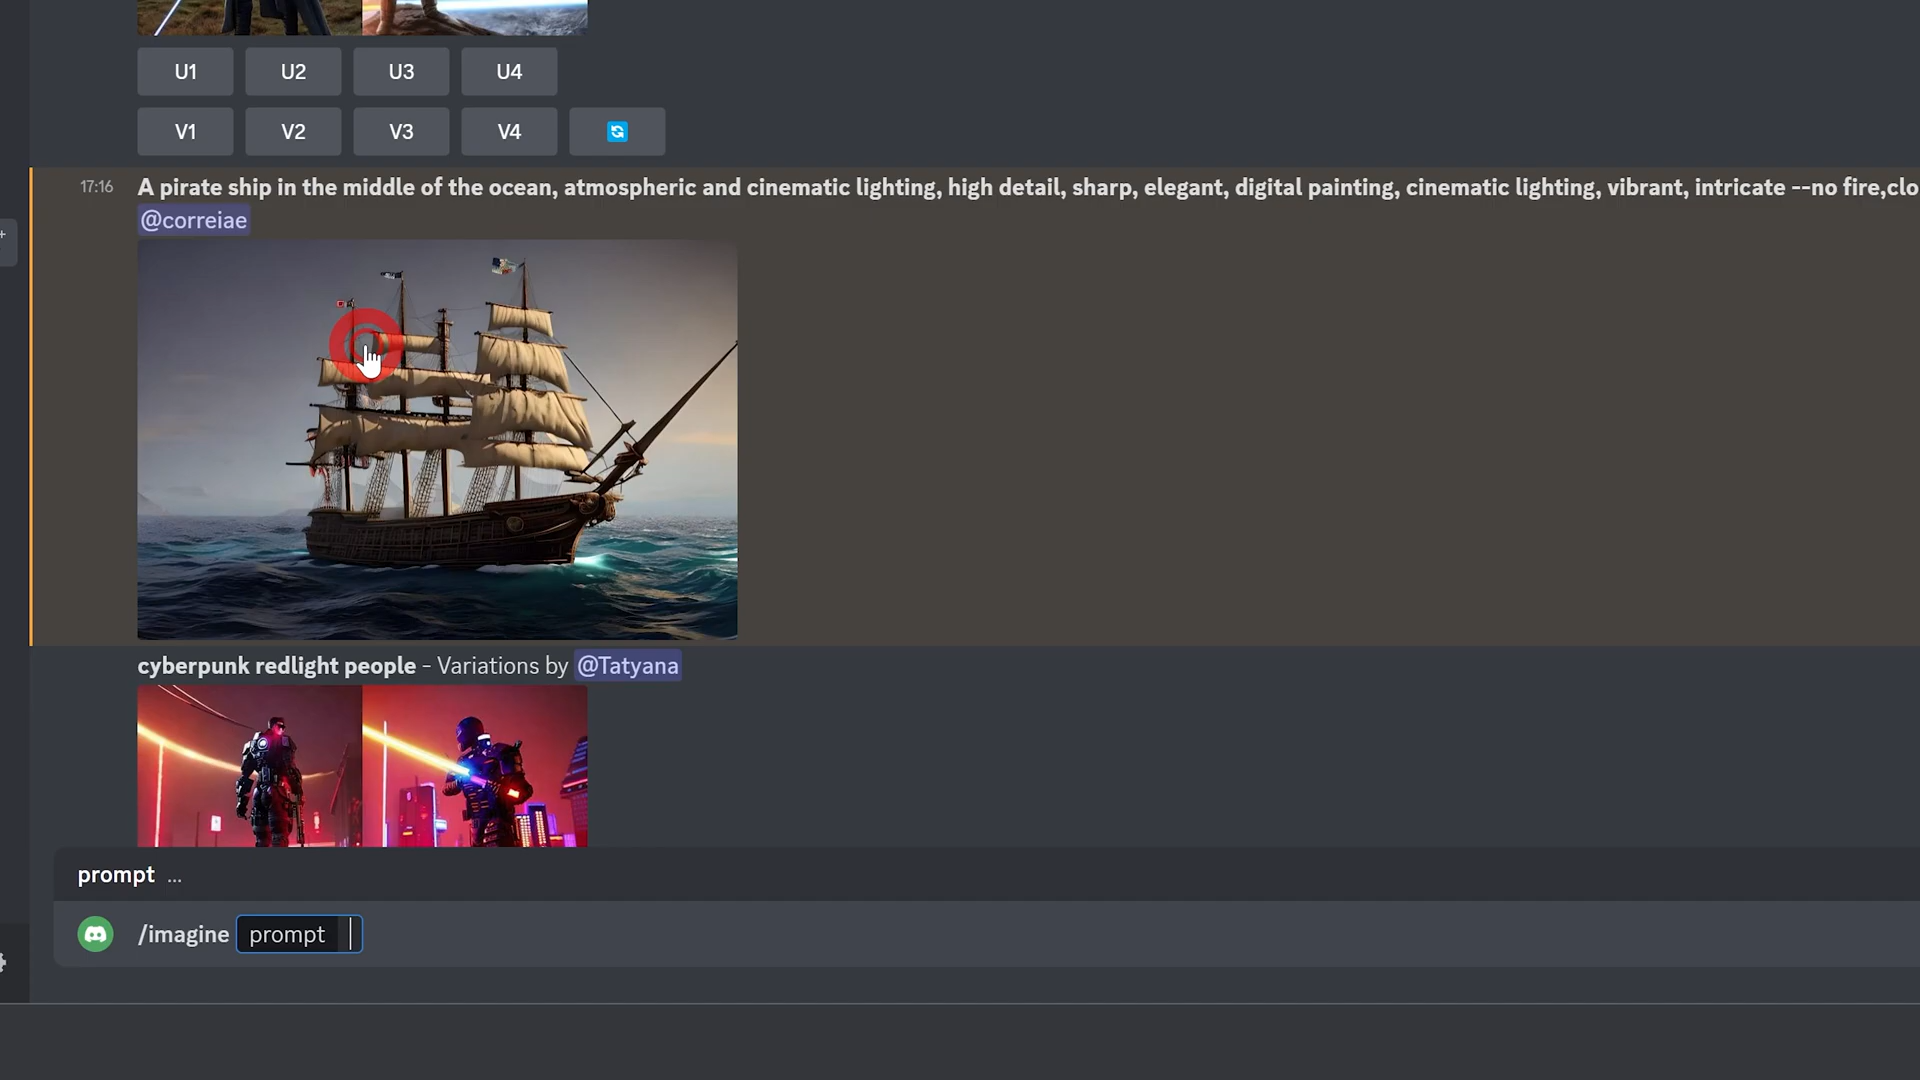 U1 U2 U3 U4
V1 V2 V3 V4
17:16 A pirate ship in the middle of the ocean, atmospheric and cinematic lighting, high detail, sharp, elegant, digital painting, cinematic lighting, vibrant, intricate --no fire,clo
@correiae
cyberpunk redlight people - Variations by @Tatyana
prompt ...
/imagine prompt